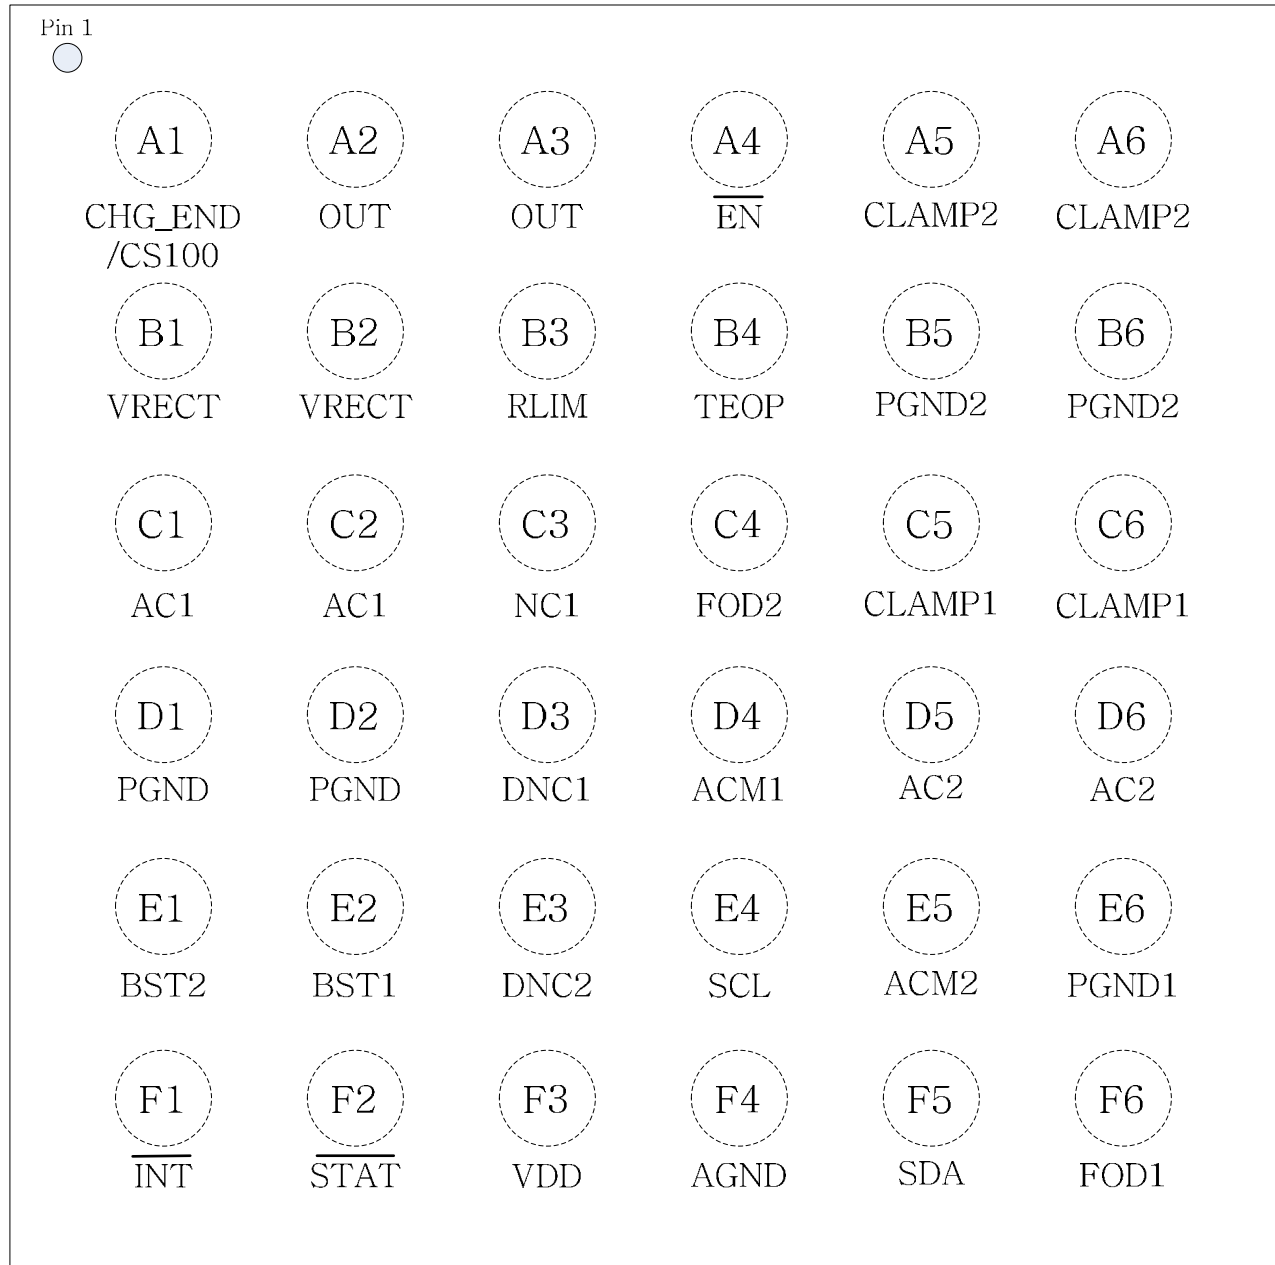 Pin 1
A1 A2 A3 A4 A5 A6
CHG_END OUT OUT E̅N̅ CLAMP2 CLAMP2
/CS100
B1 B2 B3 B4 B5 B6
VRECT VRECT RLIM TEOP PGND2 PGND2
C1 C2 C3 C4 C5 C6
AC1 AC1 NC1 FOD2 CLAMP1 CLAMP1
D1 D2 D3 D4 D5 D6
PGND PGND DNC1 ACM1 AC2 AC2
E1 E2 E3 E4 E5 E6
BST2 BST1 DNC2 SCL ACM2 PGND1
F1 F2 F3 F4 F5 F6
I̅N̅T̅ S̅T̅A̅T̅ VDD AGND SDA FOD1